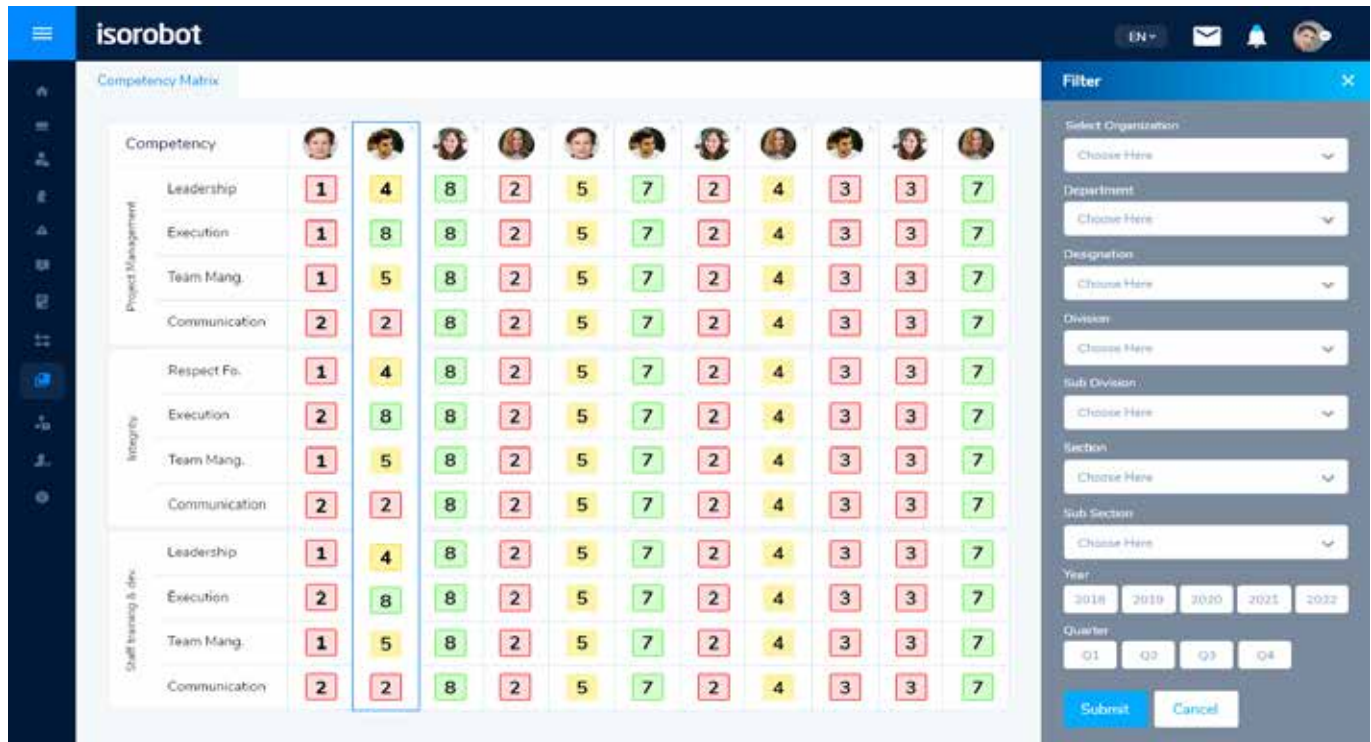 isorobot
EN
Competency Matrix
Filter
Competency
Project Management
Leadership 1 4 8 2 5 7 2 4 3 3 7
Execution 1 8 8 2 5 7 2 4 3 3 7
Team Mang. 1 5 8 2 5 7 2 4 3 3 7
Communication 2 2 8 2 5 7 2 4 3 3 7
Integrity
Respect Fo. 1 4 8 2 5 7 2 4 3 3 7
Execution 2 8 8 2 5 7 2 4 3 3 7
Team Mang. 1 5 8 2 5 7 2 4 3 3 7
Communication 2 2 8 2 5 7 2 4 3 3 7
Staff training & dev
Leadership 1 4 8 2 5 7 2 4 3 3 7
Execution 2 8 8 2 5 7 2 4 3 3 7
Team Mang. 1 5 8 2 5 7 2 4 3 3 7
Communication 2 2 8 2 5 7 2 4 3 3 7
Select Organization
Choose Here
Department
Choose Here
Designation
Choose Here
Division
Choose Here
Sub Division
Choose Here
Section
Choose Here
Sub Section
Choose Here
Year
2018 2019 2020 2021 2022
Quarter
Q1 Q2 Q3 Q4
Submit Cancel